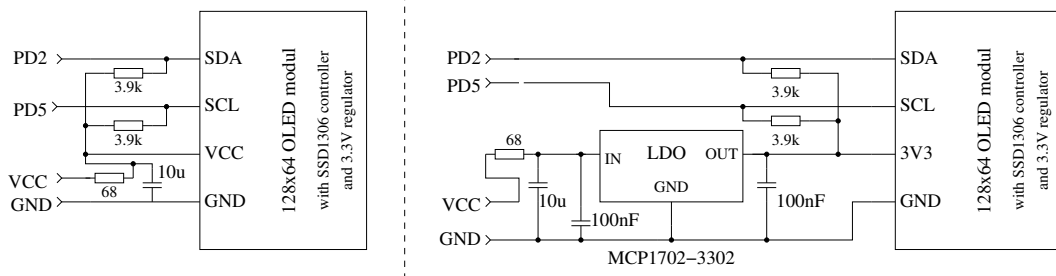 PD2
SDA
3.9k
PD5
SCL
3.9k
VCC
10u
VCC
68
GND
GND
128x64 OLED modul
with SSD1306 controller
and 3.3V regulator
PD2
SDA
3.9k
PD5
SCL
3.9k
68
IN
LDO
OUT
3V3
GND
VCC
10u
100nF
100nF
GND
GND
MCP1702-3302
128x64 OLED modul
with SSD1306 controller
and 3.3V regulator